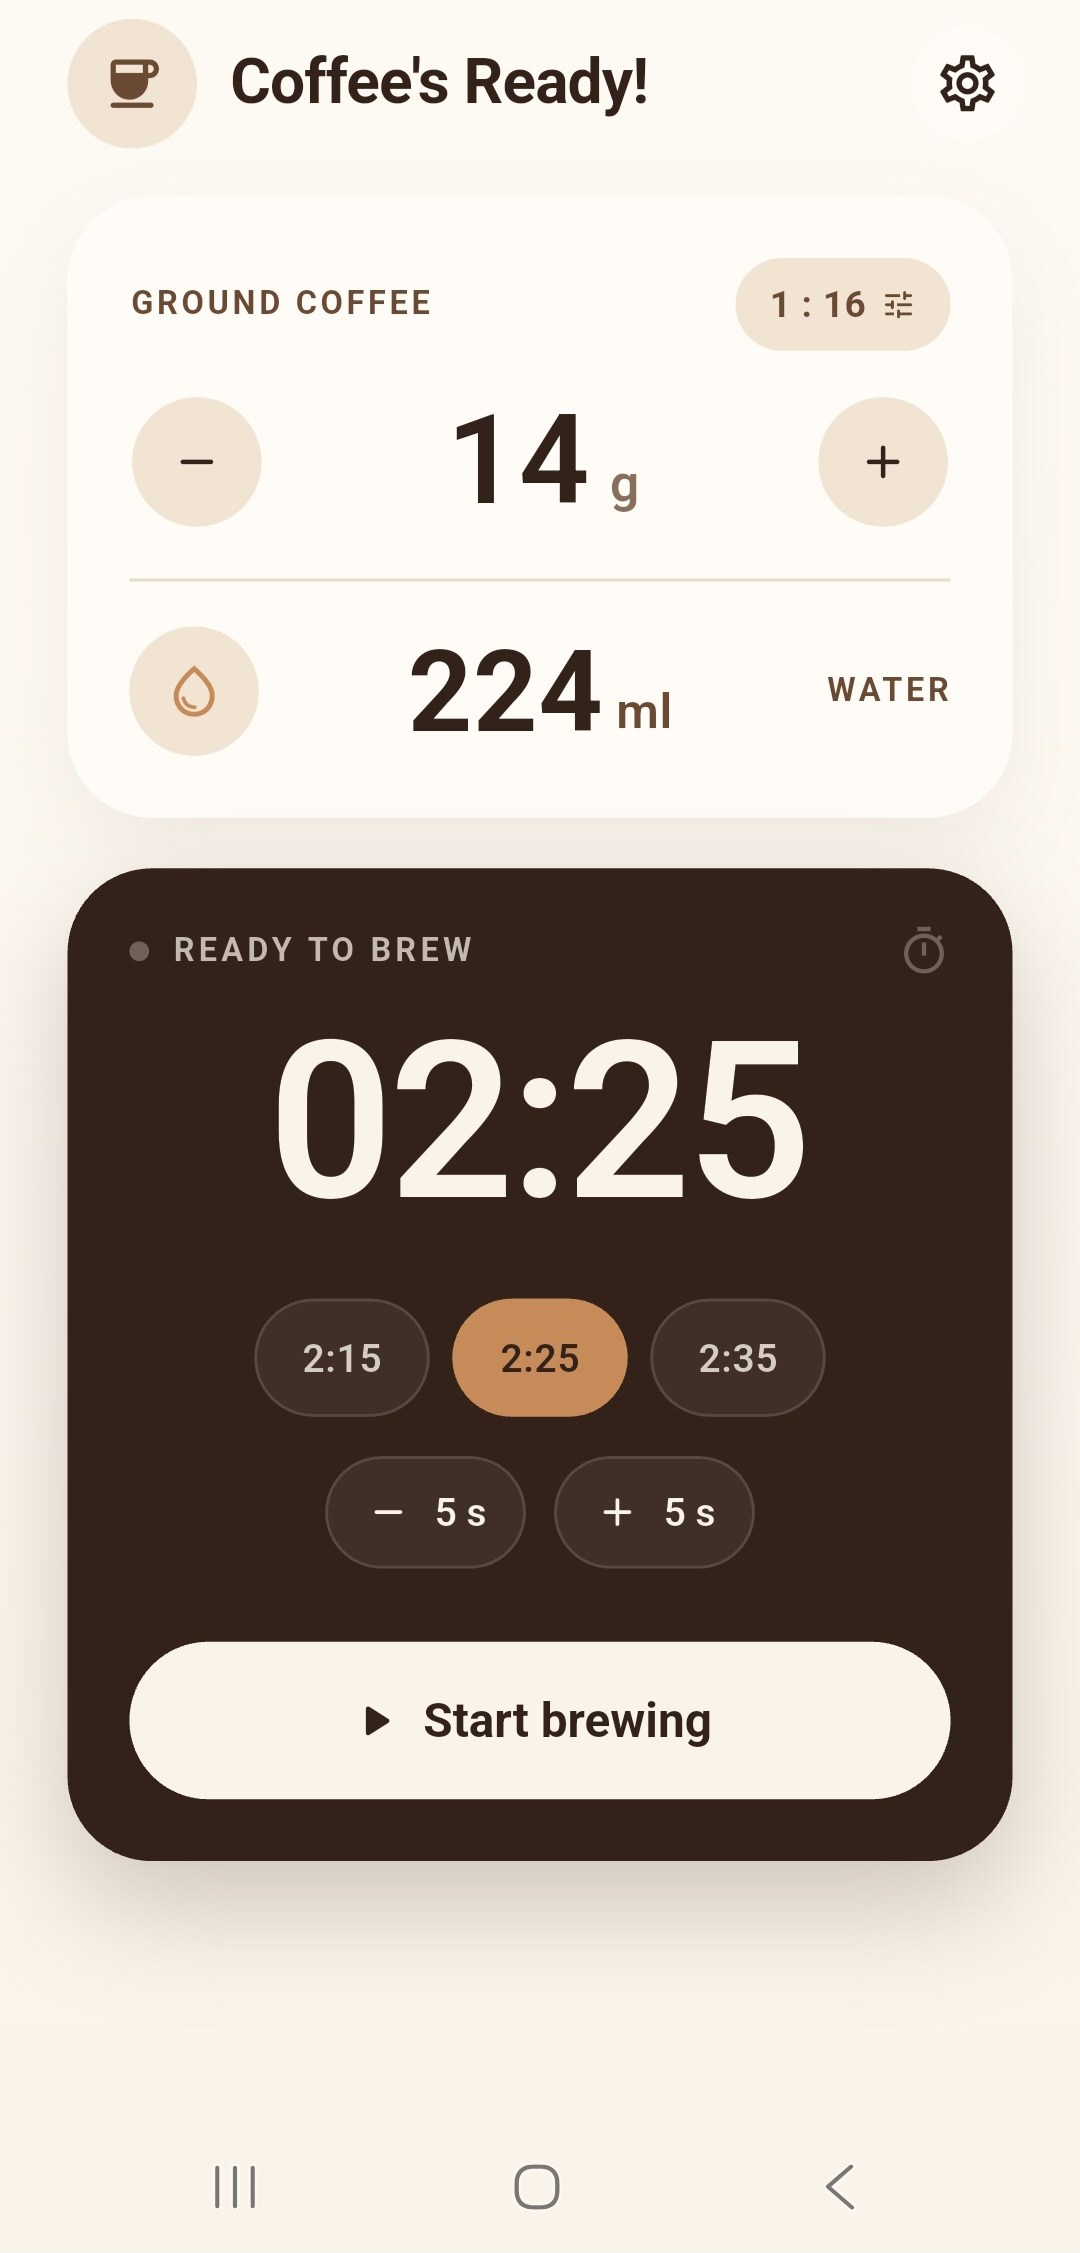 Coffee's Ready!
GROUND COFFEE
1 : 16
14 g
224 ml
WATER
READY TO BREW
02:25
2:15
2:25
2:35
− 5 s
+ 5 s
Start brewing